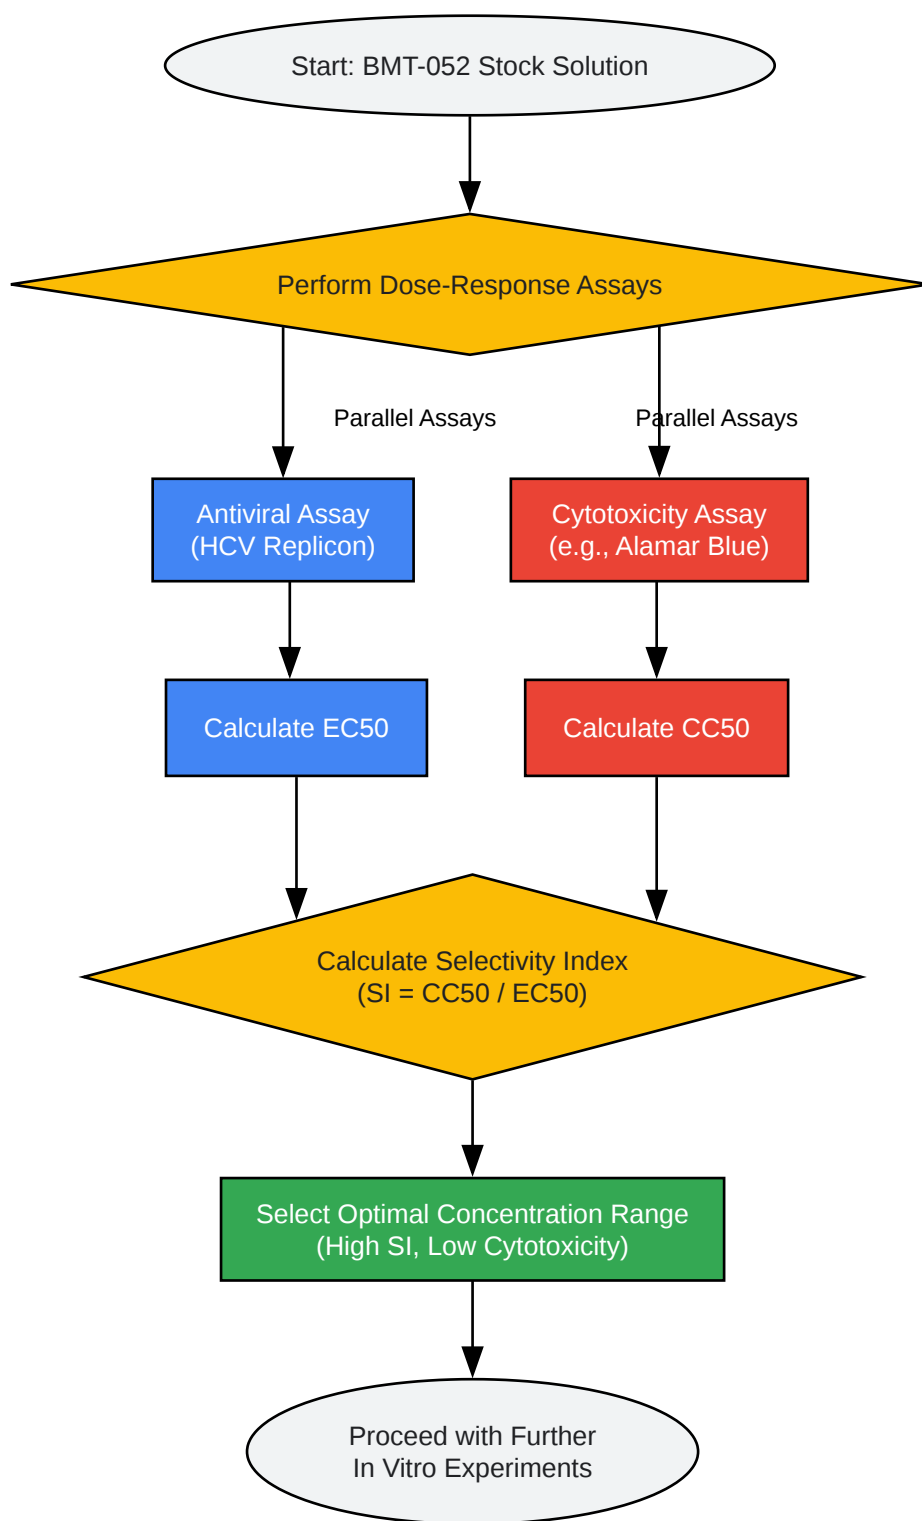 Start: BMT-052 Stock Solution
Perform Dose-Response Assays
Parallel Assays
Parallel Assays
Antiviral Assay
(HCV Replicon)
Cytotoxicity Assay
(e.g., Alamar Blue)
Calculate EC50
Calculate CC50
Calculate Selectivity Index
(SI = CC50 / EC50)
Select Optimal Concentration Range
(High SI, Low Cytotoxicity)
Proceed with Further
In Vitro Experiments